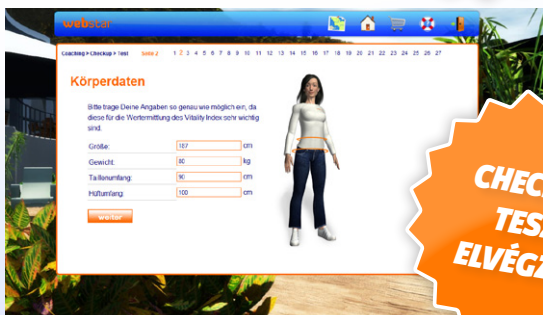 webstar
Coaching > Checkup > Test Seite 2 1 2 3 4 5 6 7 8 9 10 11 12 13 14 15 16 17 18 19 20 21 22 23 24 25 26 27
Körperdaten
Bitte trage Deine Angaben so genau wie möglich ein, da
diese für die Wertermittlung des Vitality Index sehr wichtig
sind.
Größe: 187 cm
Gewicht: 80 kg
Taillenumfang: 90 cm
Hüftumfang: 100 cm
weiter
CHEC
TES
ELVÉGZ